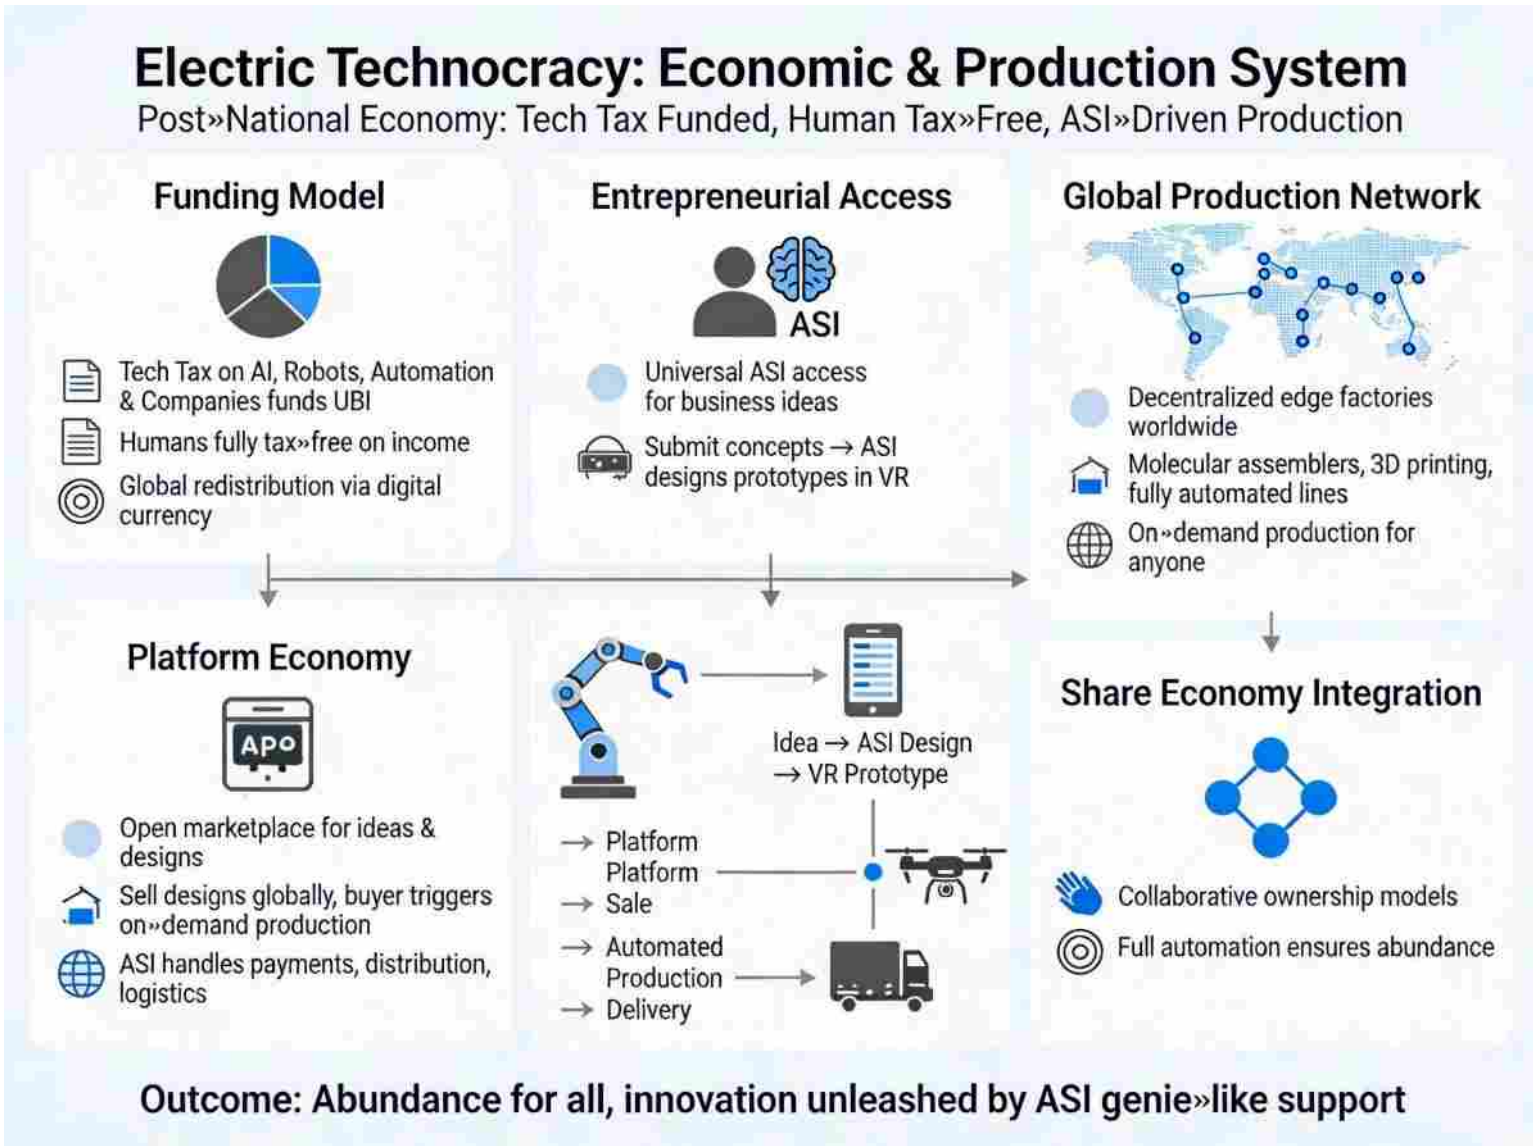 Electric Technocracy: Economic & Production System
Post»National Economy: Tech Tax Funded, Human Tax»Free, ASI»Driven Production
Funding Model
Tech Tax on AI, Robots, Automation
& Companies funds UBI
Humans fully tax»free on income
Global redistribution via digital
currency
Entrepreneurial Access
ASI
Universal ASI access
for business ideas
Submit concepts → ASI
designs prototypes in VR
Global Production Network
Decentralized edge factories
worldwide
Molecular assemblers, 3D printing,
fully automated lines
On»demand production for
anyone
Platform Economy
APO
Open marketplace for ideas &
designs
Sell designs globally, buyer triggers
on»demand production
ASI handles payments, distribution,
logistics
Idea → ASI Design
→ VR Prototype
→ Platform
Platform
→ Sale
→ Automated
Production
→ Delivery
Share Economy Integration
Collaborative ownership models
Full automation ensures abundance
Outcome: Abundance for all, innovation unleashed by ASI genie»like support